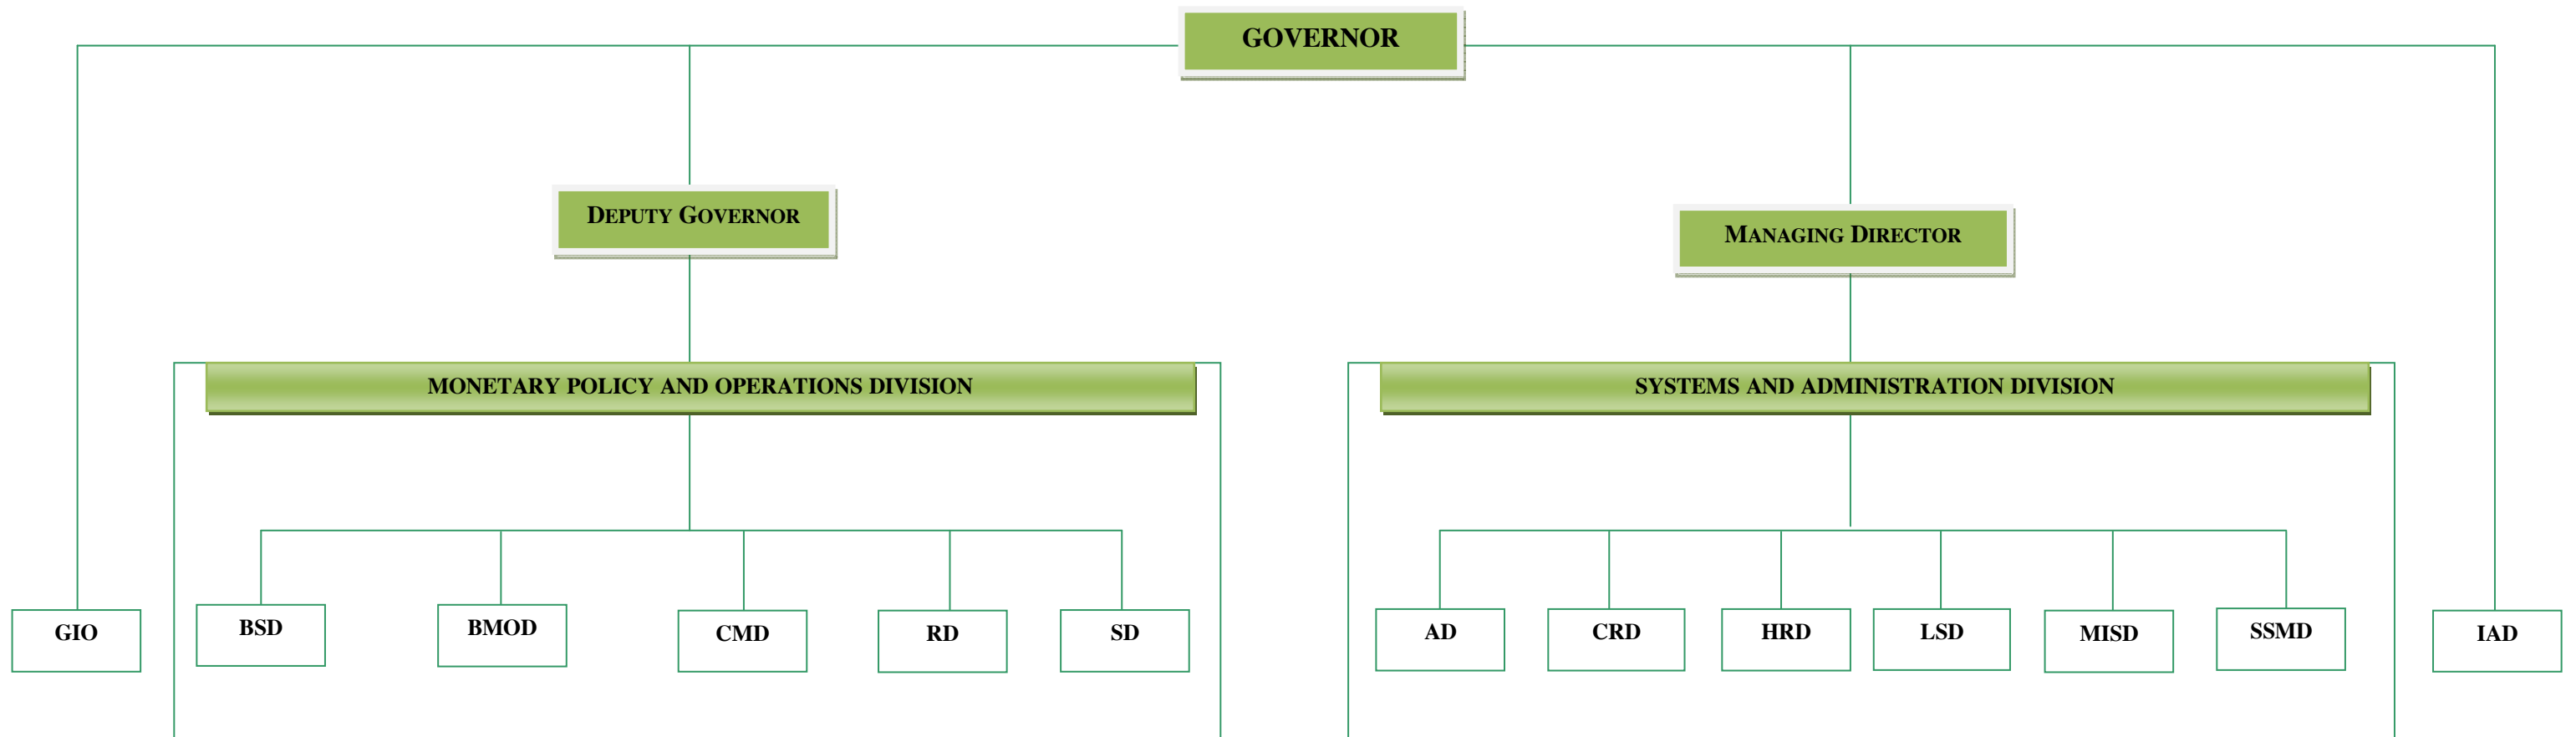 GOVERNOR
DEPUTY GOVERNOR
MANAGING DIRECTOR
MONETARY POLICY AND OPERATIONS DIVISION
SYSTEMS AND ADMINISTRATION DIVISION
GIO
BSD
BMOD
CMD
RD
SD
AD
CRD
HRD
LSD
MISD
SSMD
IAD